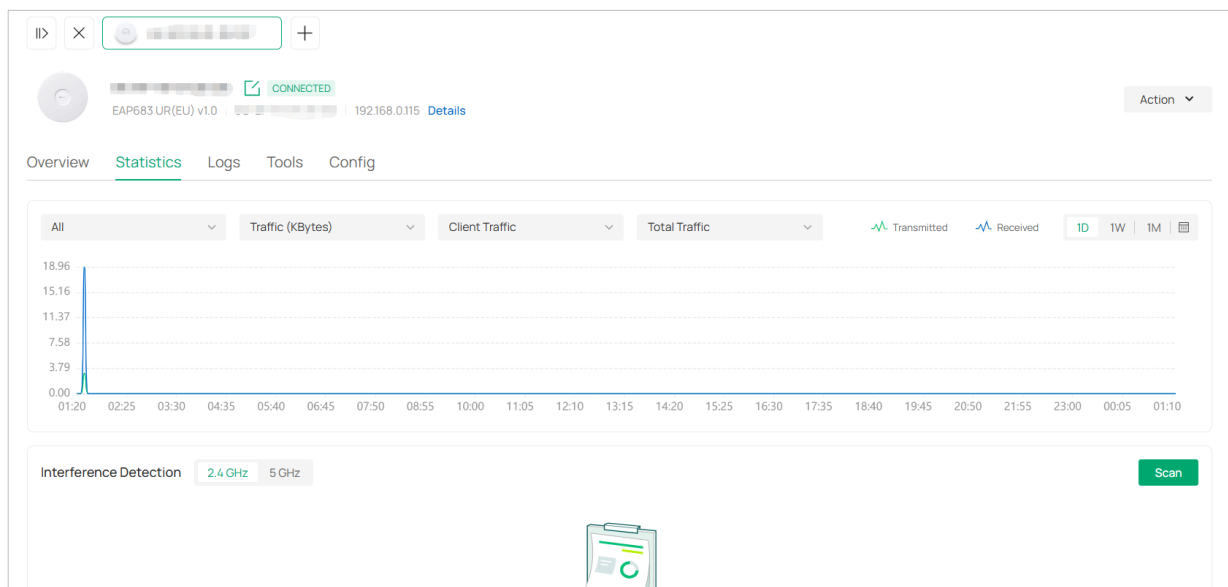 CONNECTED
EAP683 UR(EU) v1.0 192.168.0.115 Details
Action
Overview Statistics Logs Tools Config
All Traffic (KBytes) Client Traffic Total Traffic Transmitted Received 1D 1W 1M
18.96
15.16
11.37
7.58
3.79
0.00
01:20 02:25 03:30 04:35 05:40 06:45 07:50 08:55 10:00 11:05 12:10 13:15 14:20 15:25 16:30 17:35 18:40 19:45 20:50 21:55 23:00 00:05 01:10
Interference Detection 2.4 GHz 5 GHz Scan